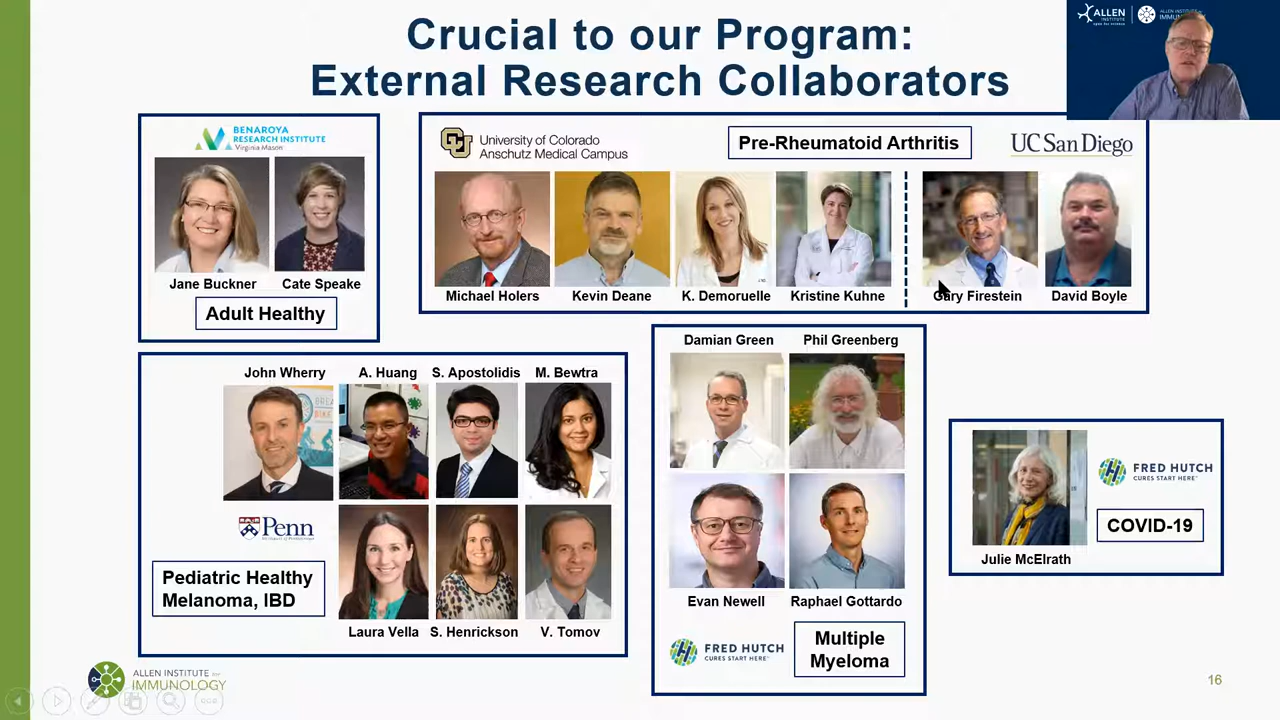 Crucial to our Program:
External Research Collaborators
ALLEN
INSTITUTE
BENAROYA
RESEARCH INSTITUTE
Virginia Mason
Jane Buckner
Cate Speake
Adult Healthy
University of Colorado
Anschutz Medical Campus
Pre-Rheumatoid Arthritis
UC San Diego
Michael Holers
Kevin Deane
K. Demoruelle
Kristine Kuhne
Gary Firestein
David Boyle
John Wherry
A. Huang
S. Apostolidis
M. Bewtra
Penn
Pediatric Healthy
Melanoma, IBD
Laura Vella
S. Henrickson
V. Tomov
Damian Green
Phil Greenberg
Evan Newell
Raphael Gottardo
FRED HUTCH
CURES START HERE
Multiple
Myeloma
Julie McElrath
FRED HUTCH
CURES START HERE
COVID-19
ALLEN INSTITUTE for
IMMUNOLOGY
16